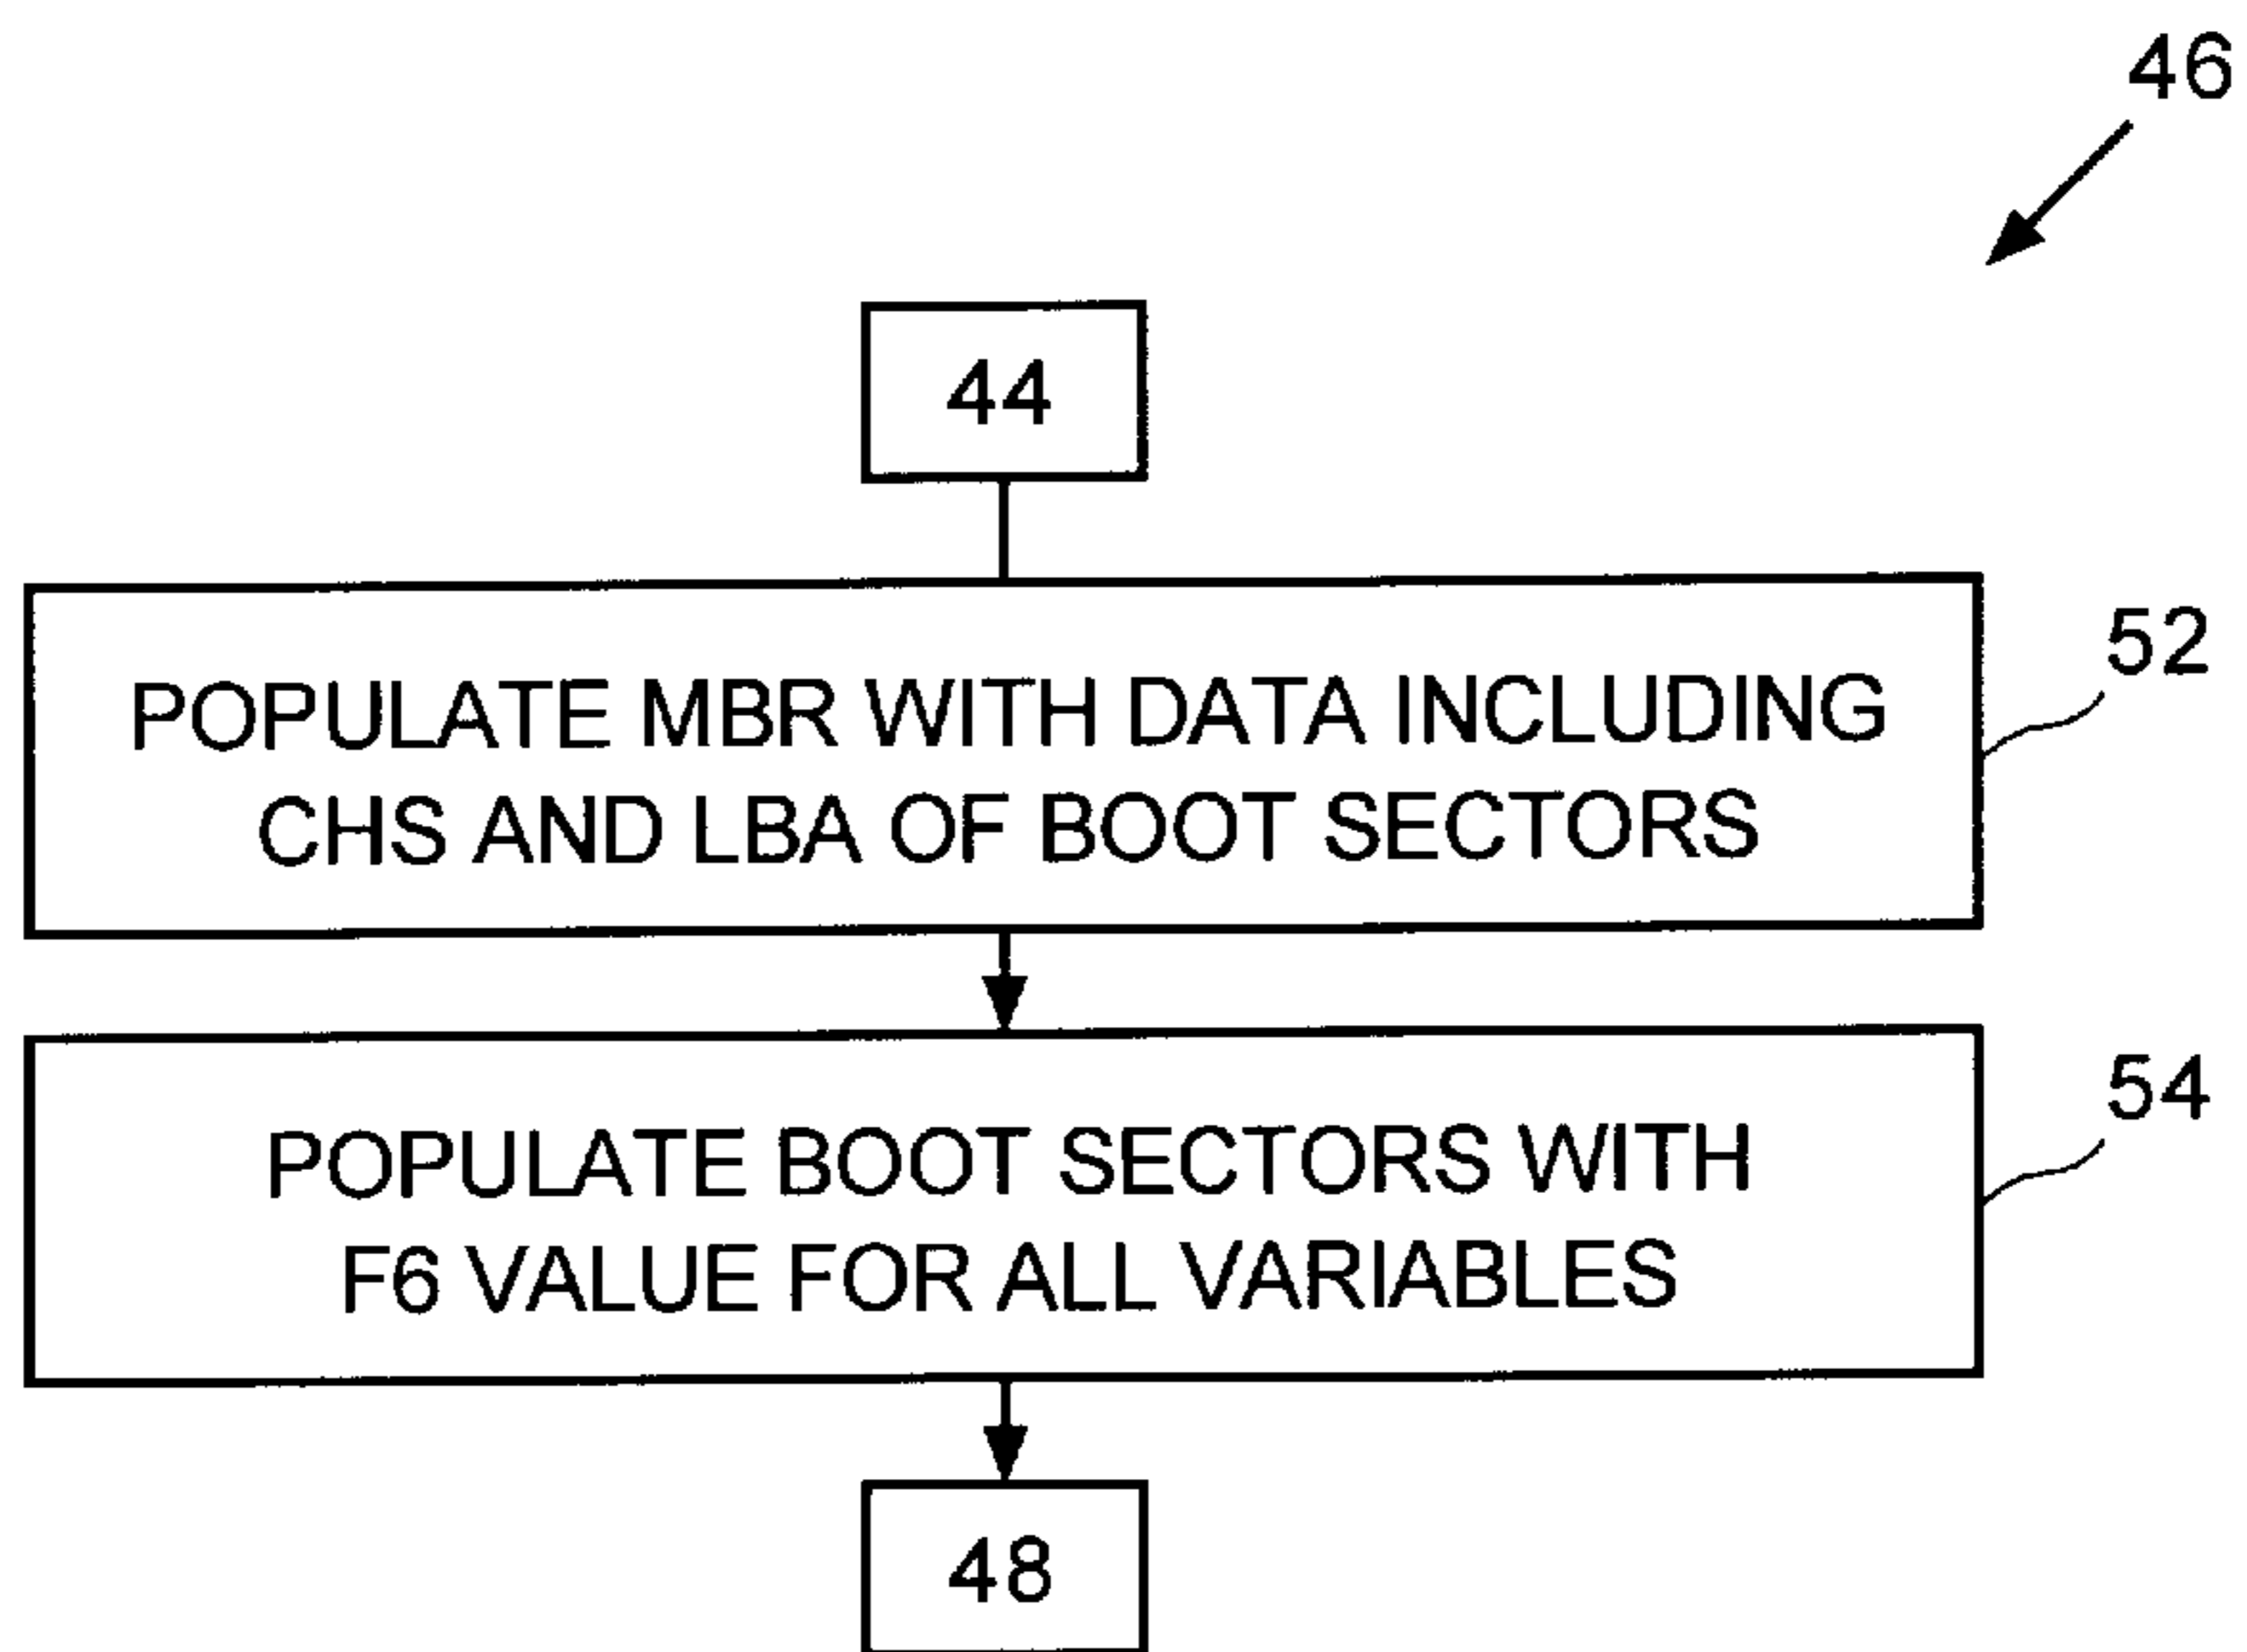 46
44
52
POPULATE MBR WITH DATA INCLUDING
CHS AND LBA OF BOOT SECTORS
54
POPULATE BOOT SECTORS WITH
F6 VALUE FOR ALL VARIABLES
48